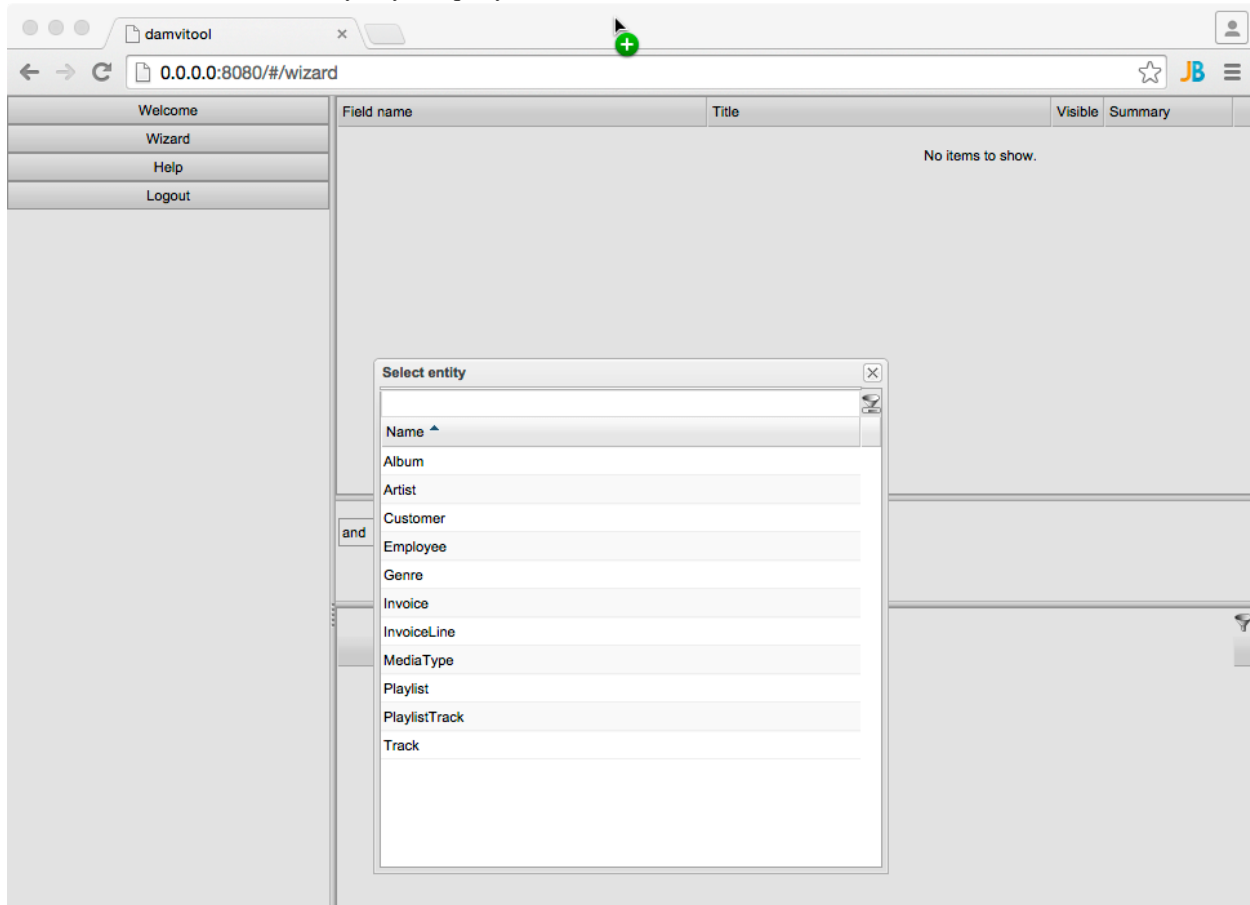 damvitool
0.0.0.0:8080/#/wizard
JB
Welcome
Wizard
Help
Logout
Field name Title Visible Summary
No items to show.
Select entity
Name
Album
Artist
Customer
Employee
Genre
Invoice
InvoiceLine
MediaType
Playlist
PlaylistTrack
Track
and